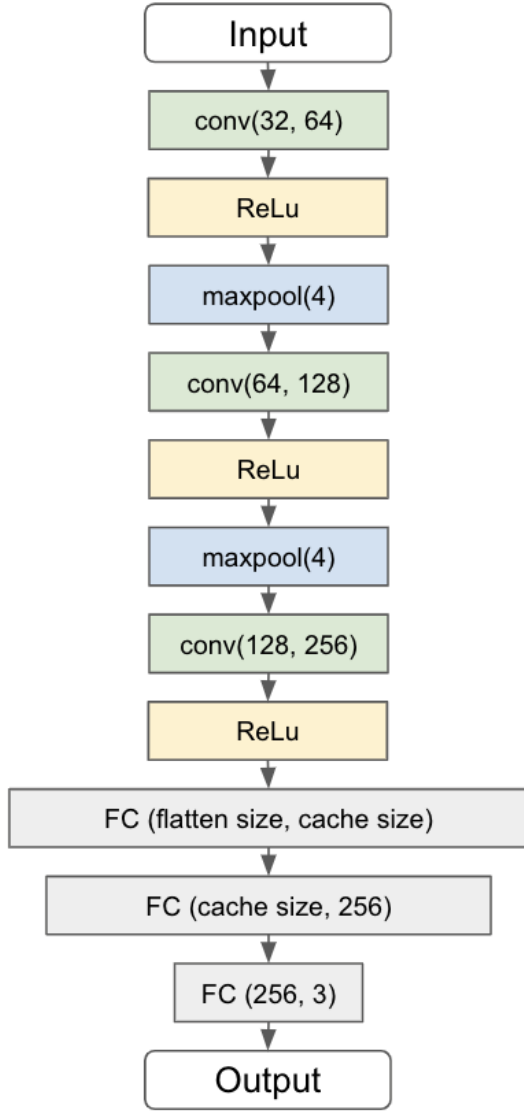 Input
conv(32, 64)
ReLu
maxpool(4)
conv(64, 128)
ReLu
maxpool(4)
conv(128, 256)
ReLu
FC (flatten size, cache size)
FC (cache size, 256)
FC (256, 3)
Output